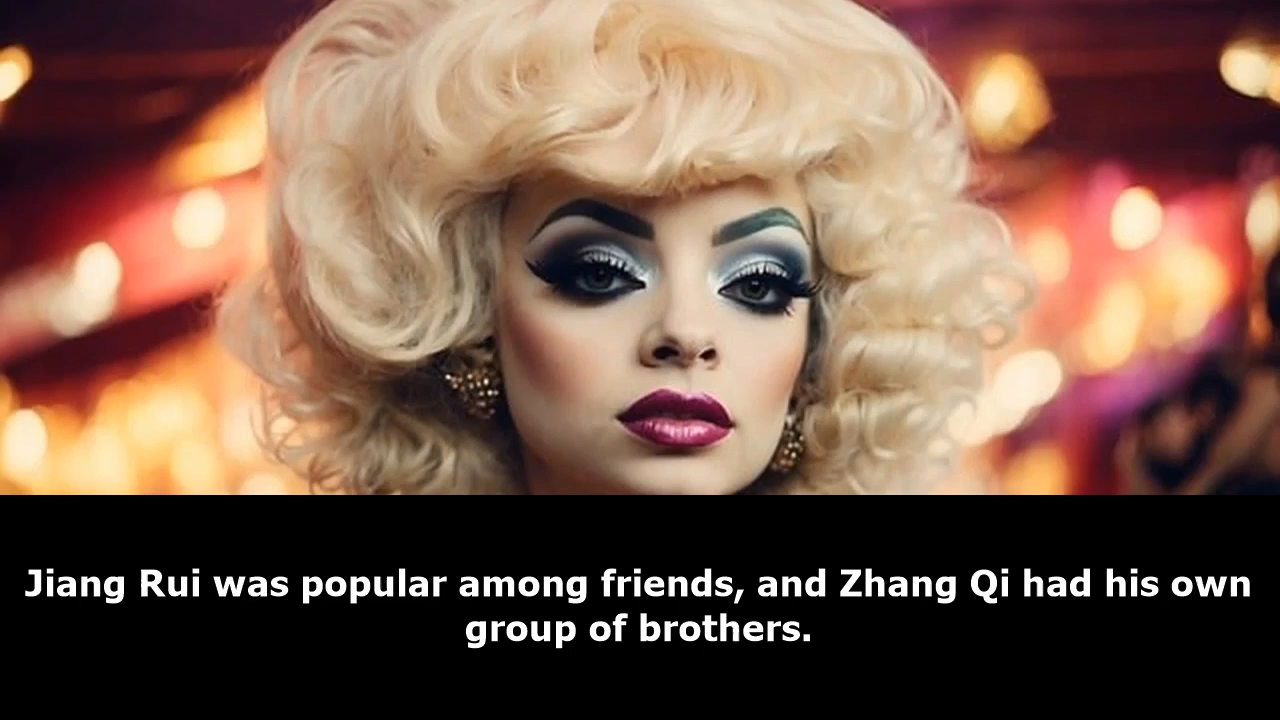 Jiang Rui was popular among friends, and Zhang Qi had his own
group of brothers.